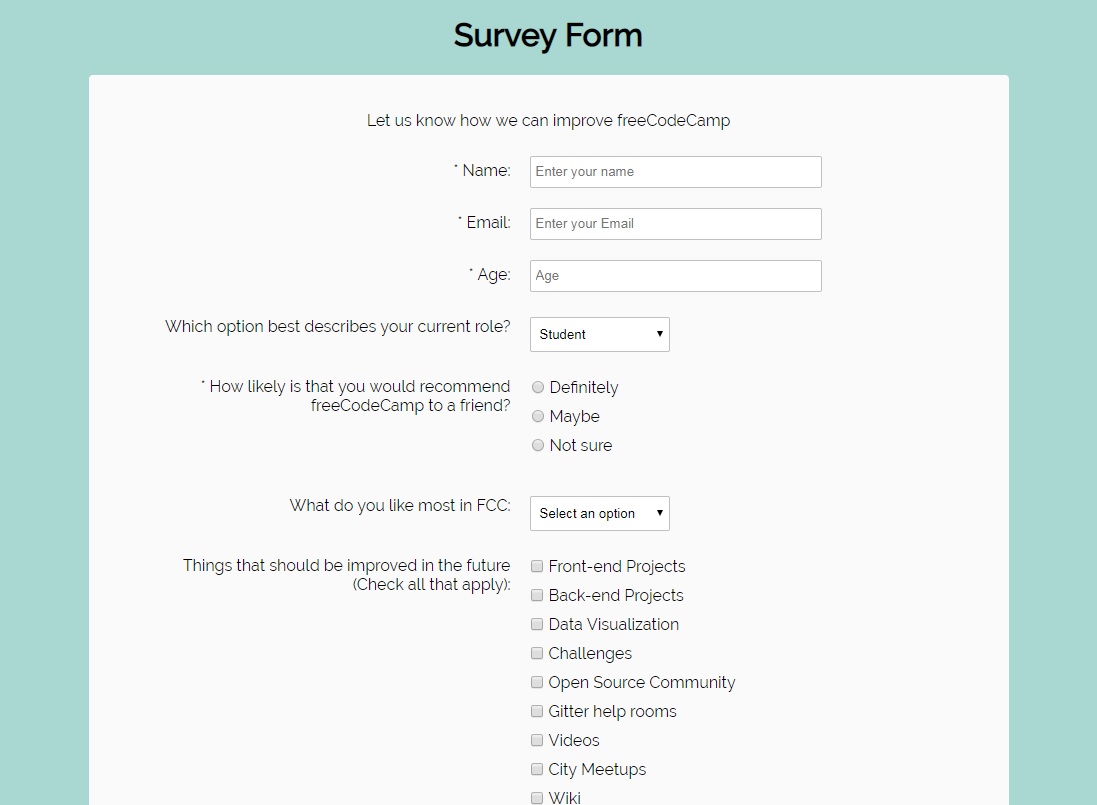 Survey Form
Let us know how we can improve freeCodeCamp
* Name:
Enter your name
* Email:
Enter your Email
* Age:
Age
Which option best describes your current role?
Student
* How likely is that you would recommend
freeCodeCamp to a friend?
Definitely
Maybe
Not sure
What do you like most in FCC:
Select an option
Things that should be improved in the future
(Check all that apply):
Front-end Projects
Back-end Projects
Data Visualization
Challenges
Open Source Community
Gitter help rooms
Videos
City Meetups
Wiki